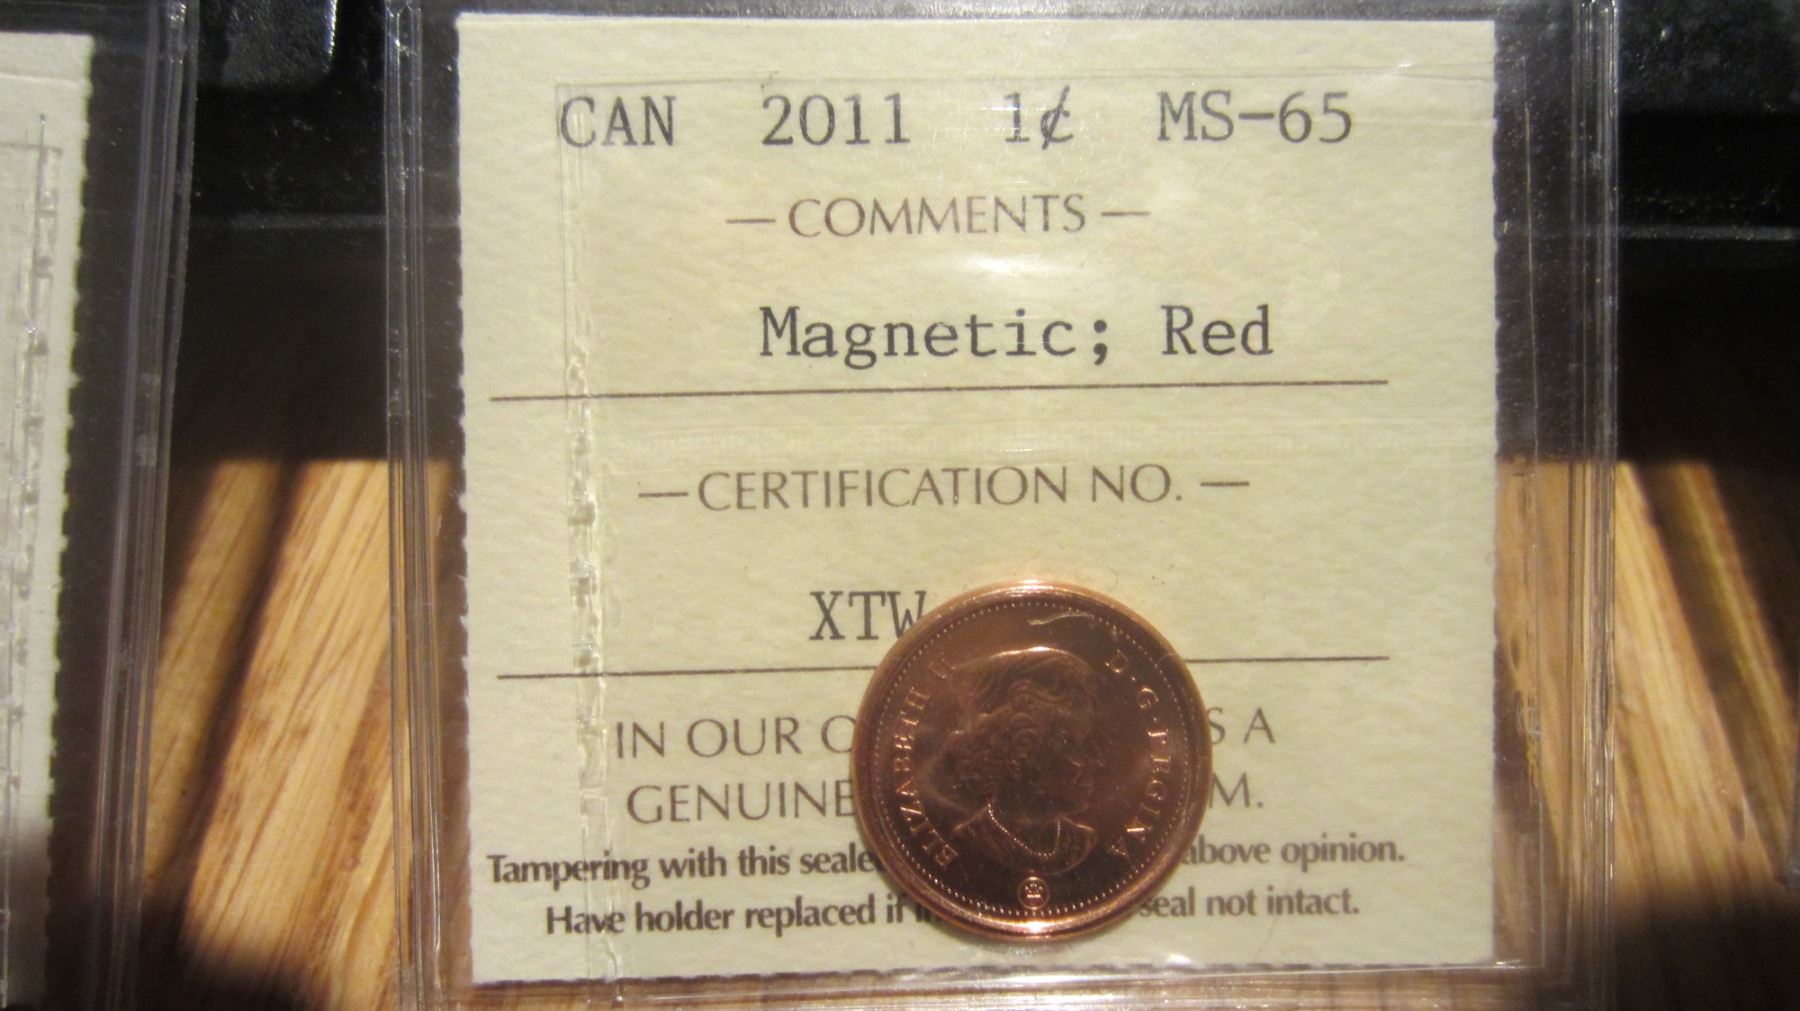 CAN 2011 1¢ MS-65
— COMMENTS —
Magnetic; Red
— CERTIFICATION NO. —
XTW
IN OUR S A
GENUINE M.
Tampering with this above opinion.
Have holder replaced if seal not intact.
ELIZABETH II D·G·REGINA